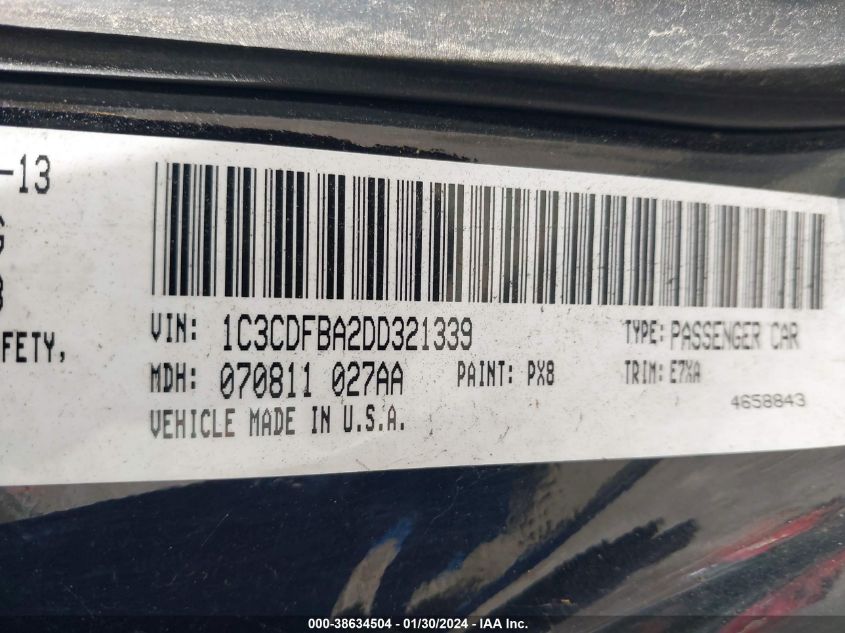 -13
FETY,
VIN: 1C3CDFBA2DD321339 TYPE: PASSENGER CAR
MDH: 070811 027AA PAINT: PX8 TRIM: E7XA
4658843
VEHICLE MADE IN U.S.A.
000-38634504 - 01/30/2024 - IAA Inc.